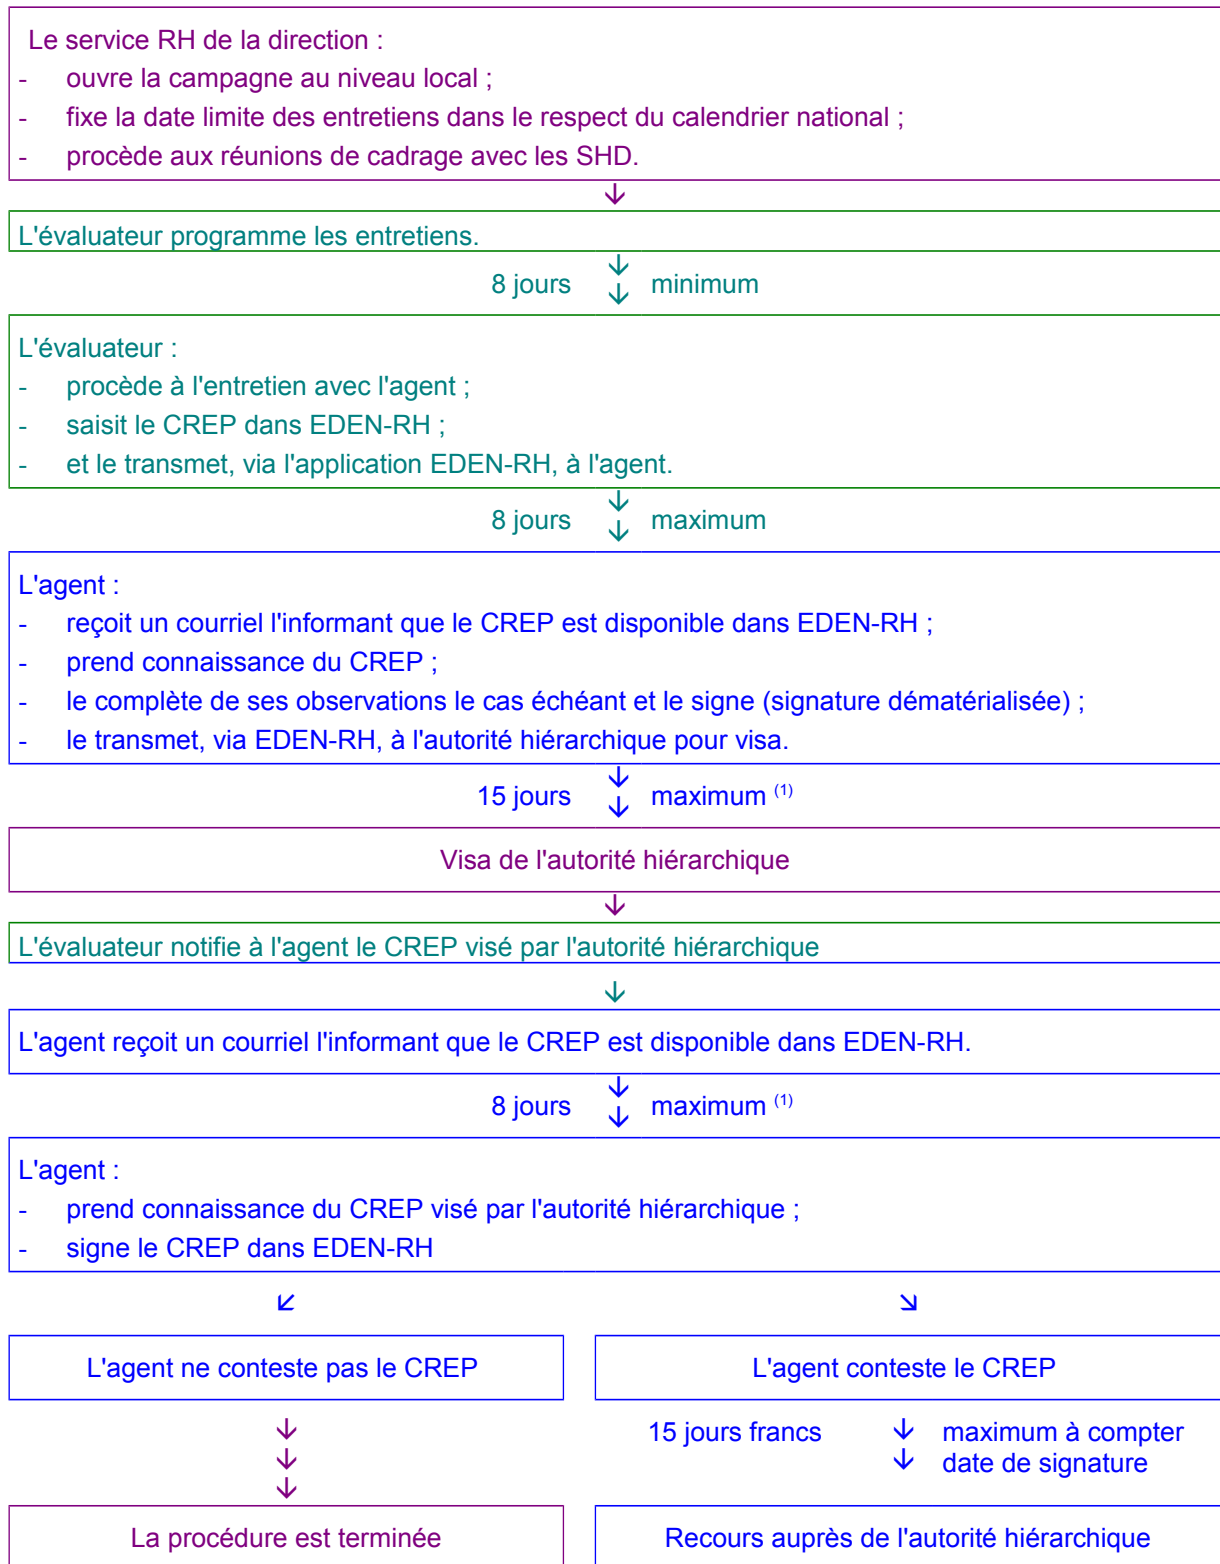 Le service RH de la direction :
- ouvre la campagne au niveau local ;
- fixe la date limite des entretiens dans le respect du calendrier national ;
- procède aux réunions de cadrage avec les SHD.
L'évaluateur programme les entretiens.
8 jours minimum
L'évaluateur :
- procède à l'entretien avec l'agent ;
- saisit le CREP dans EDEN-RH ;
- et le transmet, via l'application EDEN-RH, à l'agent.
8 jours maximum
L'agent :
- reçoit un courriel l'informant que le CREP est disponible dans EDEN-RH ;
- prend connaissance du CREP ;
- le complète de ses observations le cas échéant et le signe (signature dématérialisée) ;
- le transmet, via EDEN-RH, à l'autorité hiérarchique pour visa.
15 jours maximum (1)
Visa de l'autorité hiérarchique
L'évaluateur notifie à l'agent le CREP visé par l'autorité hiérarchique
L'agent reçoit un courriel l'informant que le CREP est disponible dans EDEN-RH.
8 jours maximum (1)
L'agent :
- prend connaissance du CREP visé par l'autorité hiérarchique ;
- signe le CREP dans EDEN-RH
L'agent ne conteste pas le CREP
L'agent conteste le CREP
15 jours francs maximum à compter
date de signature
La procédure est terminée
Recours auprès de l'autorité hiérarchique